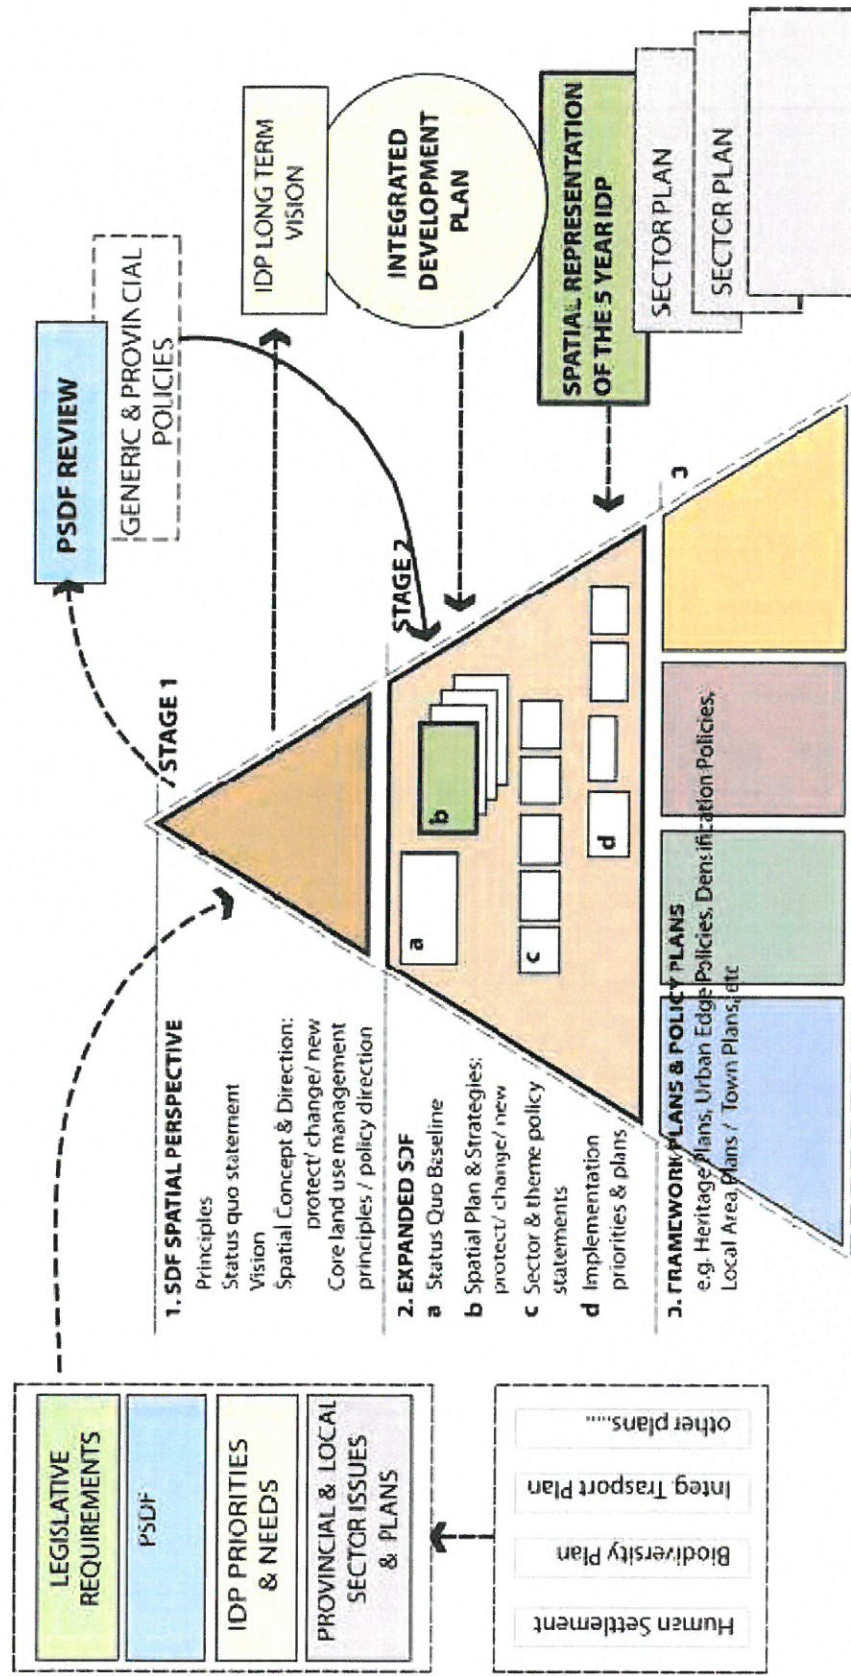 LEGISLATIVE
REQUIREMENTS
PSDF
IDP PRIORITIES
& NEEDS
PROVINCIAL & LOCAL
SECTOR ISSUES
& PLANS
Human Settlement
Biodiversity Plan
Integ. Trasport Plan
other plans.....
1. SDF SPATIAL PERSPECTIVE
Principles
Status quo statement
Vision
Spatial Concept & Direction:
protect/ change/ new
Core land use management
principles / policy direction
2. EXPANDED SDF
a Status Quo Baseline
b Spatial Plan & Strategies:
protect/ change/ new
c Sector & theme policy
statements
d Implementation
priorities & plans
3. FRAMEWORK PLANS & POLICY PLANS
e.g. Heritage Plans, Urban Edge Policies, Densification Policies,
Local Area Plans / Town Plans, etc
STAGE 1
STAGE 2
3
a
b
c
d
PSDF REVIEW
GENERIC & PROVINCIAL
POLICIES
IDP LONG TERM
VISION
INTEGRATED
DEVELOPMENT
PLAN
SPATIAL REPRESENTATION
OF THE 5 YEAR IDP
SECTOR PLAN
SECTOR PLAN